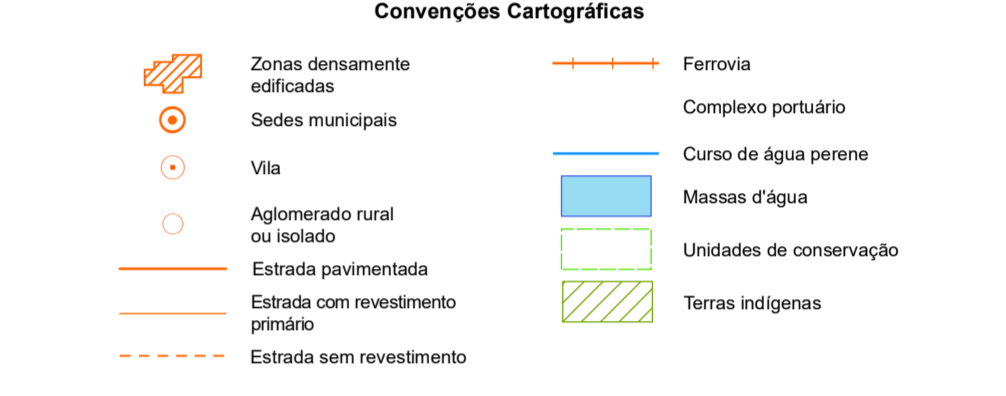 Convenções Cartográficas
Zonas densamente
edificadas
Sedes municipais
Vila
Aglomerado rural
ou isolado
Estrada pavimentada
Estrada com revestimento
primário
Estrada sem revestimento
Ferrovia
Complexo portuário
Curso de água perene
Massas d'água
Unidades de conservação
Terras indígenas